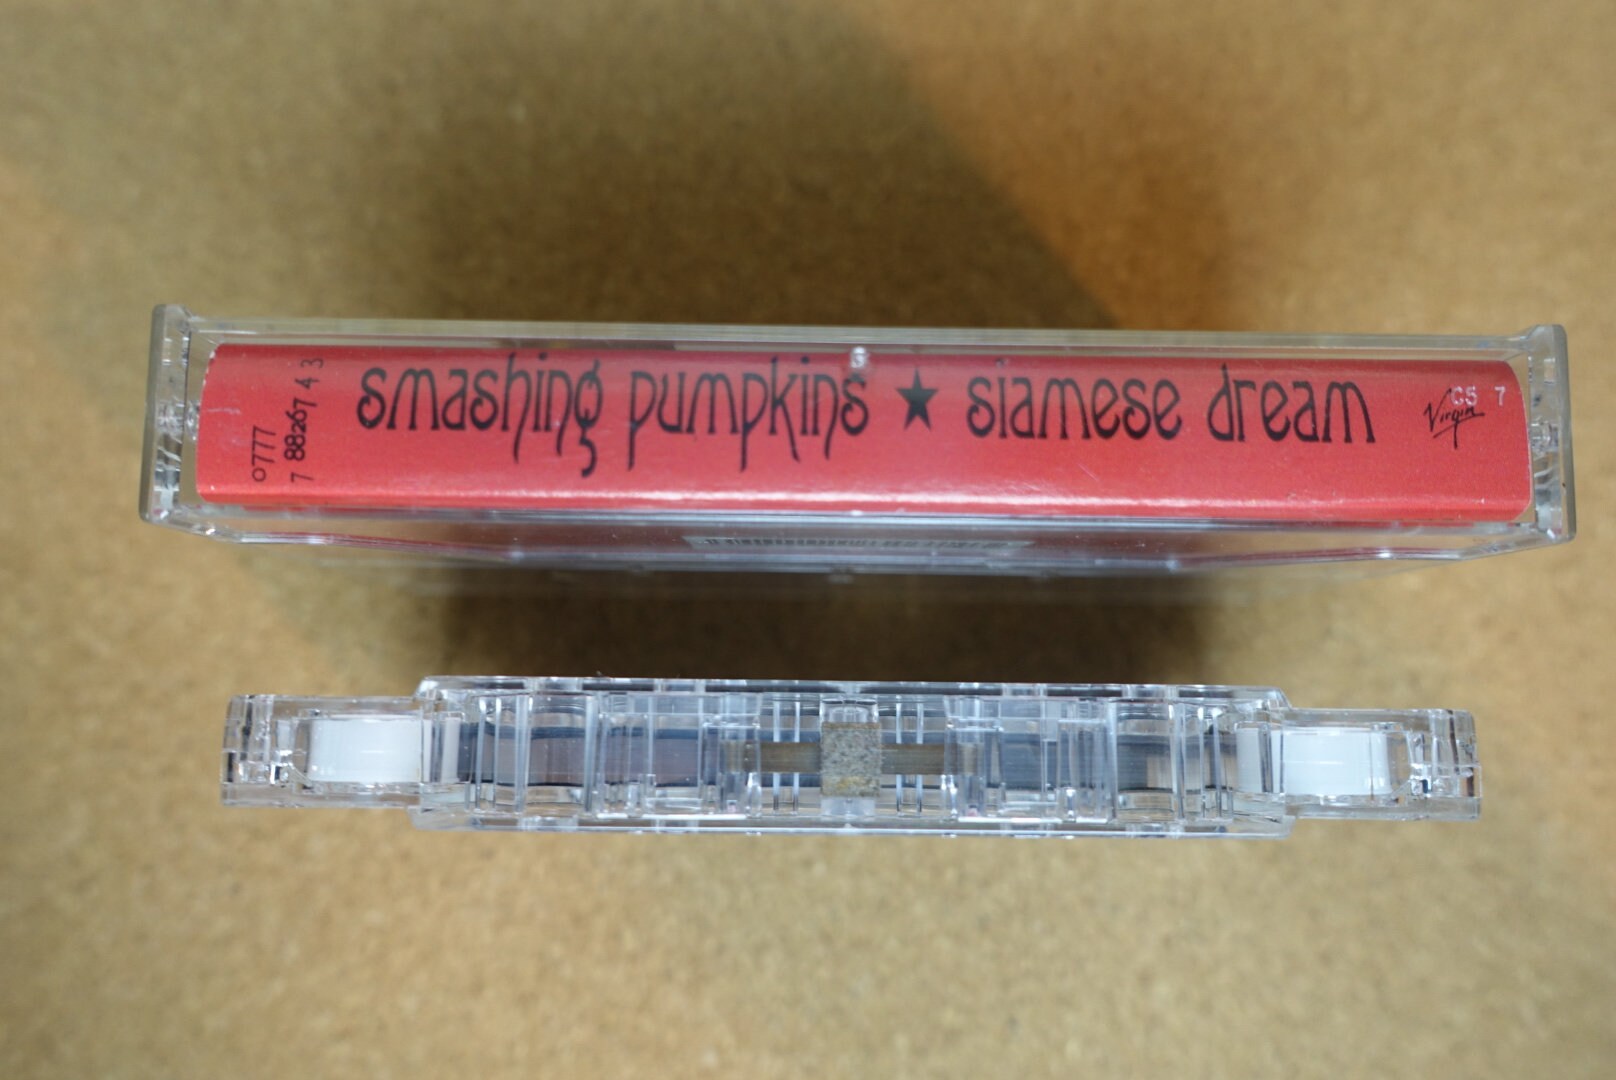 0777
7 88267 4 3
smashing pumpkins ★ siamese dream
Virgin
C5 7